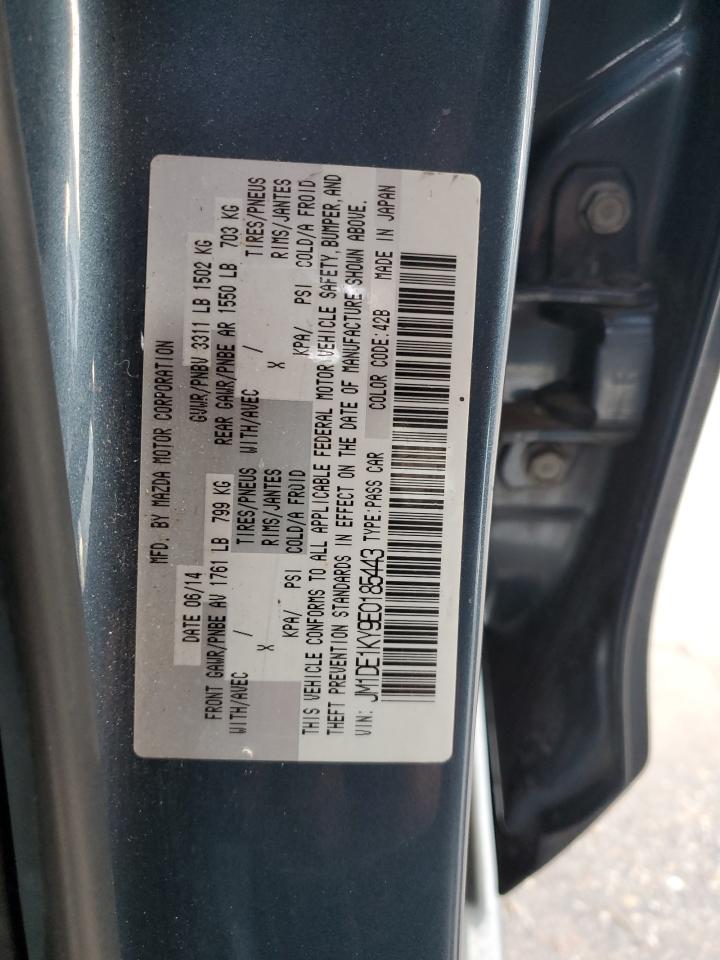 MFD. BY MAZDA MOTOR CORPORATION
DATE 06/14 GVWR/PNBV 3311 LB 1502 KG
FRONT GAWR/PNBE AV 1761 LB 799 KG REAR GAWR/PNBE AR 1550 LB 703 KG
WITH/AVEC / TIRES/PNEUS WITH/AVEC / TIRES/PNEUS
X RIMS/JANTES X RIMS/JANTES
KPA/ PSI COLD/A FROID KPA/ PSI COLD/A FROID
THIS VEHICLE CONFORMS TO ALL APPLICABLE FEDERAL MOTOR VEHICLE SAFETY, BUMPER, AND
THEFT PREVENTION STANDARDS IN EFFECT ON THE DATE OF MANUFACTURE SHOWN ABOVE.
VIN: JM1DE1KY9E0185443 TYPE:PASS CAR COLOR CODE:42B MADE IN JAPAN